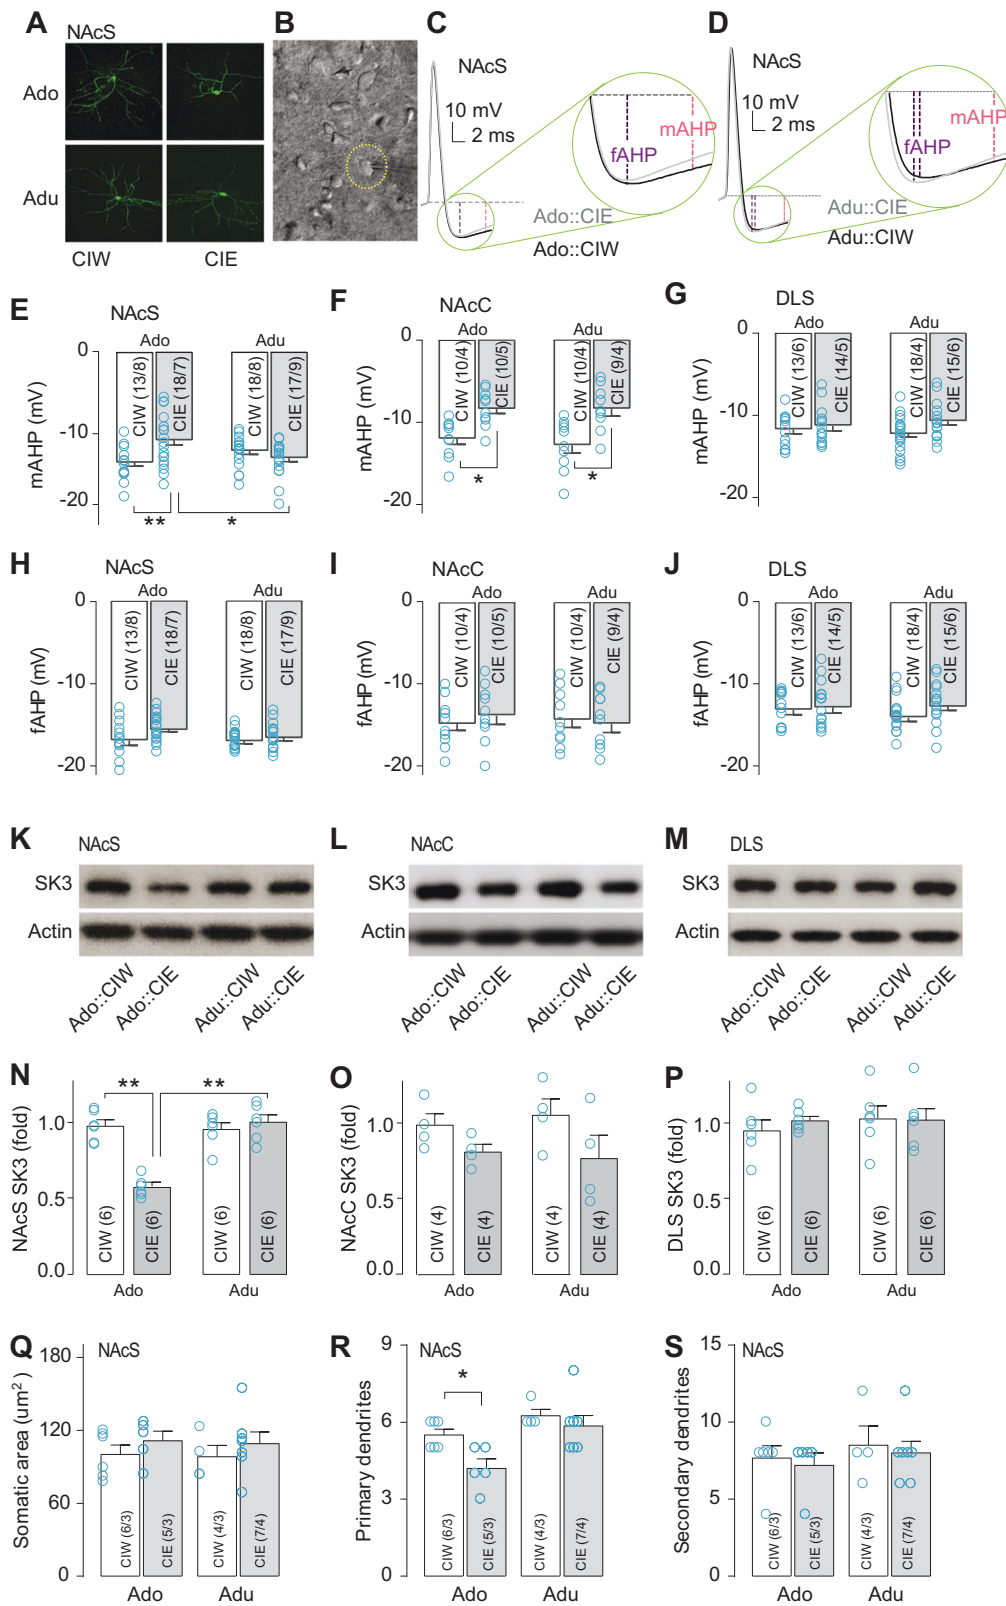 A
NAcS
Ado
Adu
CIW
CIE
B
C
NAcS
10 mV
2 ms
fAHP
mAHP
Ado::CIE
Ado::CIW
D
NAcS
10 mV
2 ms
fAHP
mAHP
Adu::CIE
Adu::CIW
E
NAcS
Ado
Adu
mAHP (mV)
0
-10
-20
CIW (13/8)
CIE (18/7)
CIW (18/8)
CIE (17/9)
**
*
F
NAcC
Ado
Adu
mAHP (mV)
0
-10
-20
CIW (10/4)
CIE (10/5)
CIW (10/4)
CIE (9/4)
*
*
G
DLS
Ado
Adu
mAHP (mV)
0
-10
-20
CIW (13/6)
CIE (14/5)
CIW (18/4)
CIE (15/6)
H
NAcS
Ado
Adu
fAHP (mV)
0
-10
-20
CIW (13/8)
CIE (18/7)
CIW (18/8)
CIE (17/9)
I
NAcC
Ado
Adu
fAHP (mV)
0
-10
-20
CIW (10/4)
CIE (10/5)
CIW (10/4)
CIE (9/4)
J
DLS
Ado
Adu
fAHP (mV)
0
-10
-20
CIW (13/6)
CIE (14/5)
CIW (18/4)
CIE (15/6)
K
NAcS
SK3
Actin
Ado::CIW
Ado::CIE
Adu::CIW
Adu::CIE
L
NAcC
SK3
Actin
Ado::CIW
Ado::CIE
Adu::CIW
Adu::CIE
M
DLS
SK3
Actin
Ado::CIW
Ado::CIE
Adu::CIW
Adu::CIE
N
NAcS SK3 (fold)
1.0
0.5
0.0
**
**
CIW (6)
CIE (6)
CIW (6)
CIE (6)
Ado
Adu
O
NAcC SK3 (fold)
1.0
0.5
0.0
CIW (4)
CIE (4)
CIW (4)
CIE (4)
Ado
Adu
P
DLS SK3 (fold)
1.0
0.5
0.0
CIW (6)
CIE (6)
CIW (6)
CIE (6)
Ado
Adu
Q
NAcS
Somatic area (um²)
180
120
60
0
CIW (6/3)
CIE (5/3)
CIW (4/3)
CIE (7/4)
Ado
Adu
R
NAcS
Primary dendrites
9
6
3
0
*
CIW (6/3)
CIE (5/3)
CIW (4/3)
CIE (7/4)
Ado
Adu
S
NAcS
Secondary dendrites
15
10
5
0
CIW (6/3)
CIE (5/3)
CIW (4/3)
CIE (7/4)
Ado
Adu